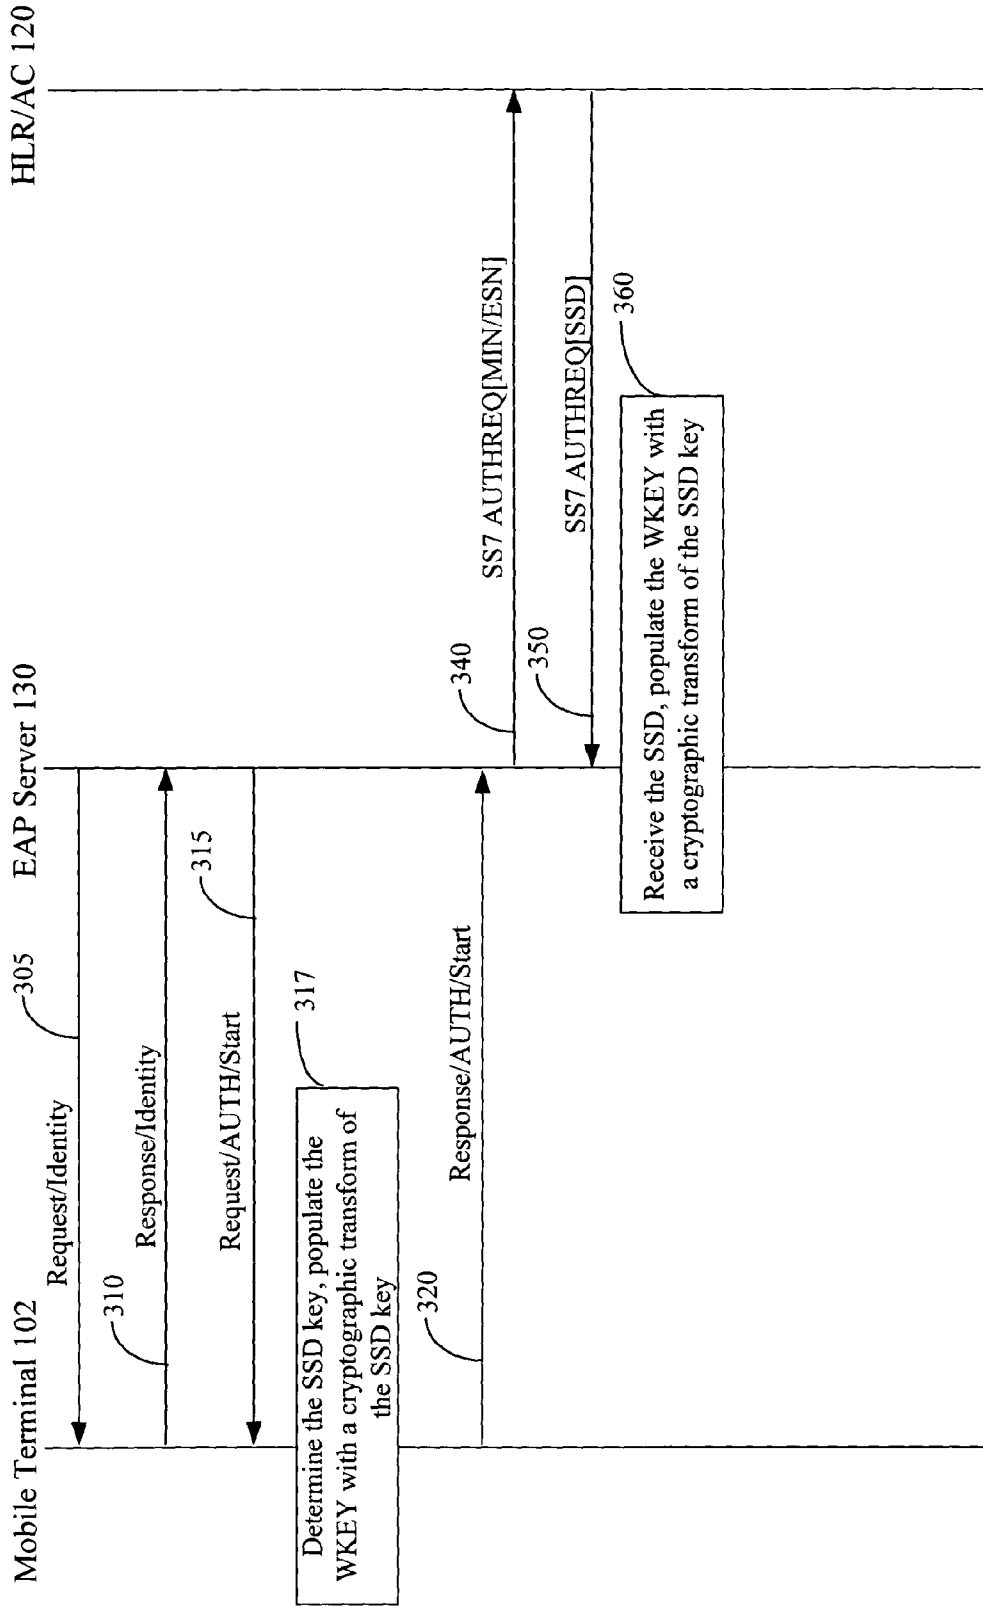 Mobile Terminal 102
EAP Server 130
HLR/AC 120
305
Request/Identity
310
Response/Identity
315
Request/AUTH/Start
317
Determine the SSD key, populate the
WKEY with a cryptographic transform of
the SSD key
320
Response/AUTH/Start
340
SS7 AUTHREQ[MIN/ESN]
350
SS7 AUTHREQ[SSD]
360
Receive the SSD, populate the WKEY with
a cryptographic transform of the SSD key